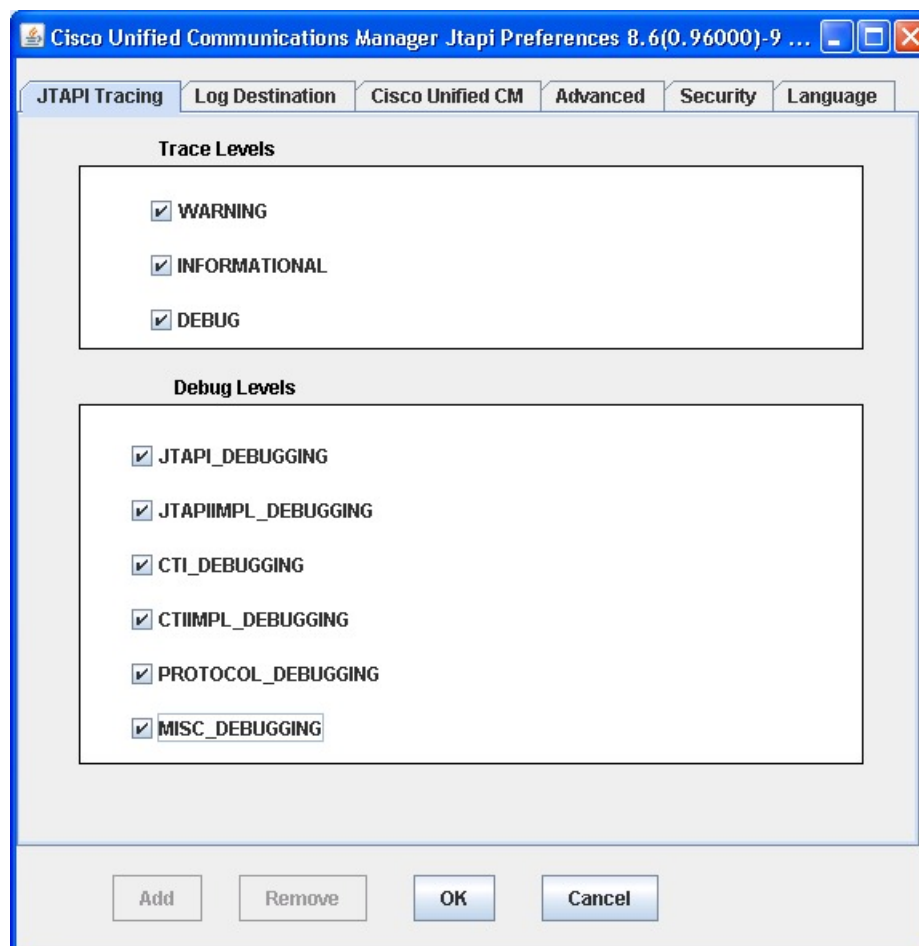 Cisco Unified Communications Manager Jtapi Preferences 8.6(0.96000)-9 ...
JTAPI Tracing Log Destination Cisco Unified CM Advanced Security Language
Trace Levels
WARNING
INFORMATIONAL
DEBUG
Debug Levels
JTAPI_DEBUGGING
JTAPIIMPL_DEBUGGING
CTI_DEBUGGING
CTIIMPL_DEBUGGING
PROTOCOL_DEBUGGING
MISC_DEBUGGING
Add Remove OK Cancel